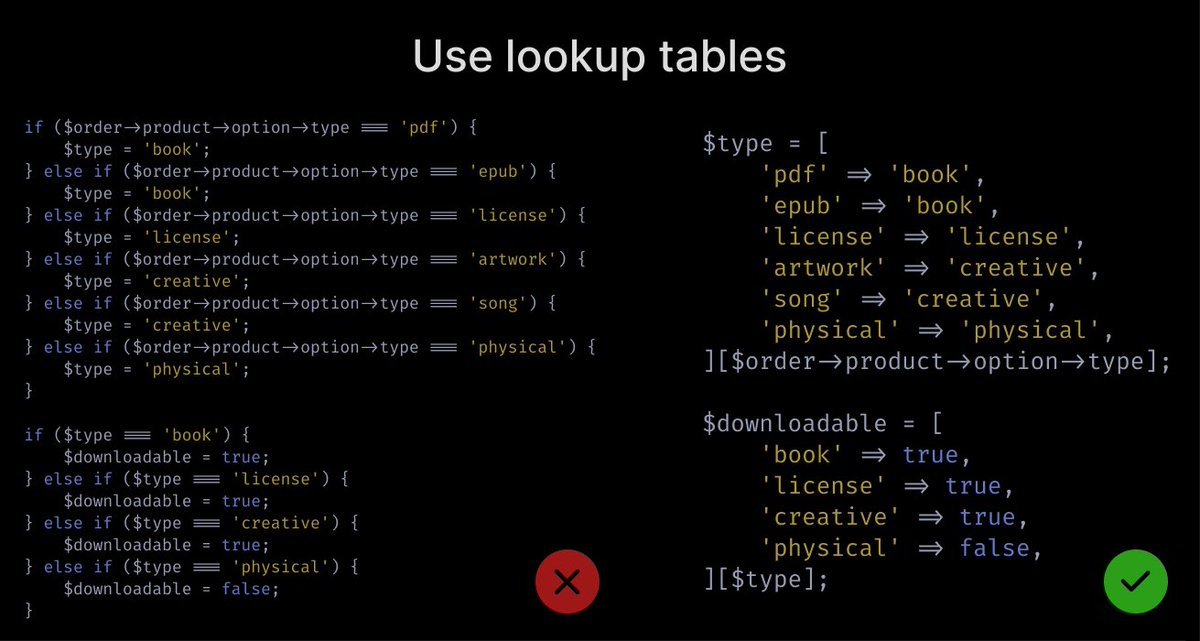 Use lookup tables
if ($order->product->option->type === 'pdf') {
    $type = 'book';
} else if ($order->product->option->type === 'epub') {
    $type = 'book';
} else if ($order->product->option->type === 'license') {
    $type = 'license';
} else if ($order->product->option->type === 'artwork') {
    $type = 'creative';
} else if ($order->product->option->type === 'song') {
    $type = 'creative';
} else if ($order->product->option->type === 'physical') {
    $type = 'physical';
}
if ($type === 'book') {
    $downloadable = true;
} else if ($type === 'license') {
    $downloadable = true;
} else if ($type === 'creative') {
    $downloadable = true;
} else if ($type === 'physical') {
    $downloadable = false;
}
$type = [
    'pdf' => 'book',
    'epub' => 'book',
    'license' => 'license',
    'artwork' => 'creative',
    'song' => 'creative',
    'physical' => 'physical',
][$order->product->option->type];
$downloadable = [
    'book' => true,
    'license' => true,
    'creative' => true,
    'physical' => false,
][$type];